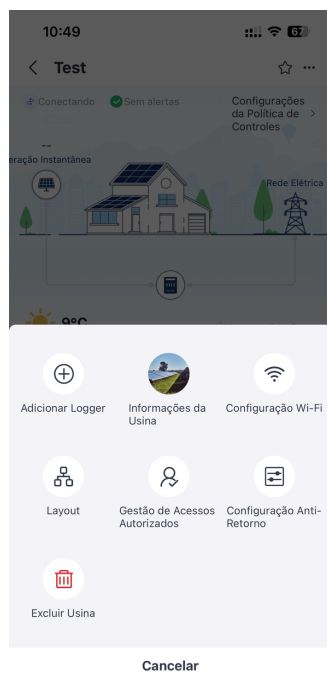 10:49
67
Test
Conectando
Sem alertas
Configurações
da Política de
Controles
--
eração Instantânea
Rede Elétrica
9°C
Adicionar Logger
Informações da
Usina
Configuração Wi-Fi
Layout
Gestão de Acessos
Autorizados
Configuração Anti-
Retorno
Excluir Usina
Cancelar